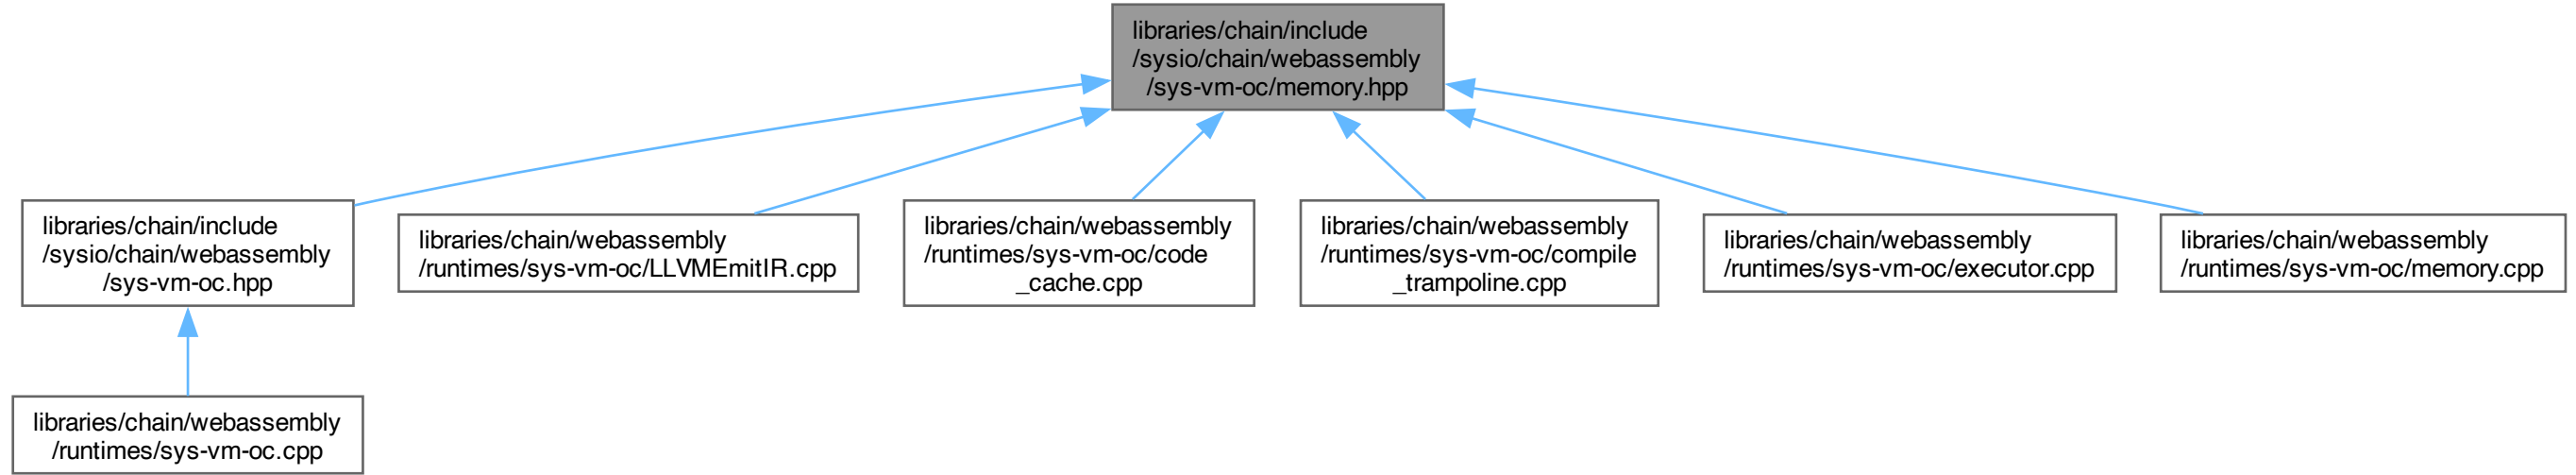 libraries/chain/include
/sysio/chain/webassembly
/sys-vm-oc/memory.hpp
libraries/chain/include
/sysio/chain/webassembly
/sys-vm-oc.hpp
libraries/chain/webassembly
/runtimes/sys-vm-oc/LLVMEmitIR.cpp
libraries/chain/webassembly
/runtimes/sys-vm-oc/code
_cache.cpp
libraries/chain/webassembly
/runtimes/sys-vm-oc/compile
_trampoline.cpp
libraries/chain/webassembly
/runtimes/sys-vm-oc/executor.cpp
libraries/chain/webassembly
/runtimes/sys-vm-oc/memory.cpp
libraries/chain/webassembly
/runtimes/sys-vm-oc.cpp